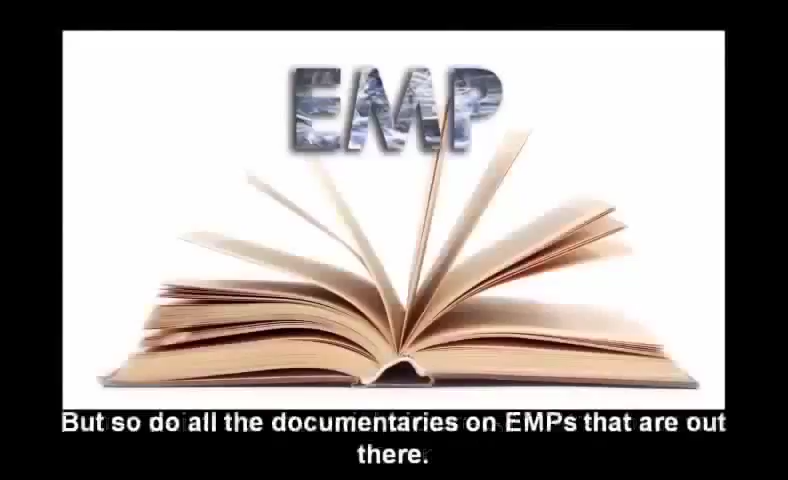 EMP
But so do all the documentaries on EMPs that are out
there.